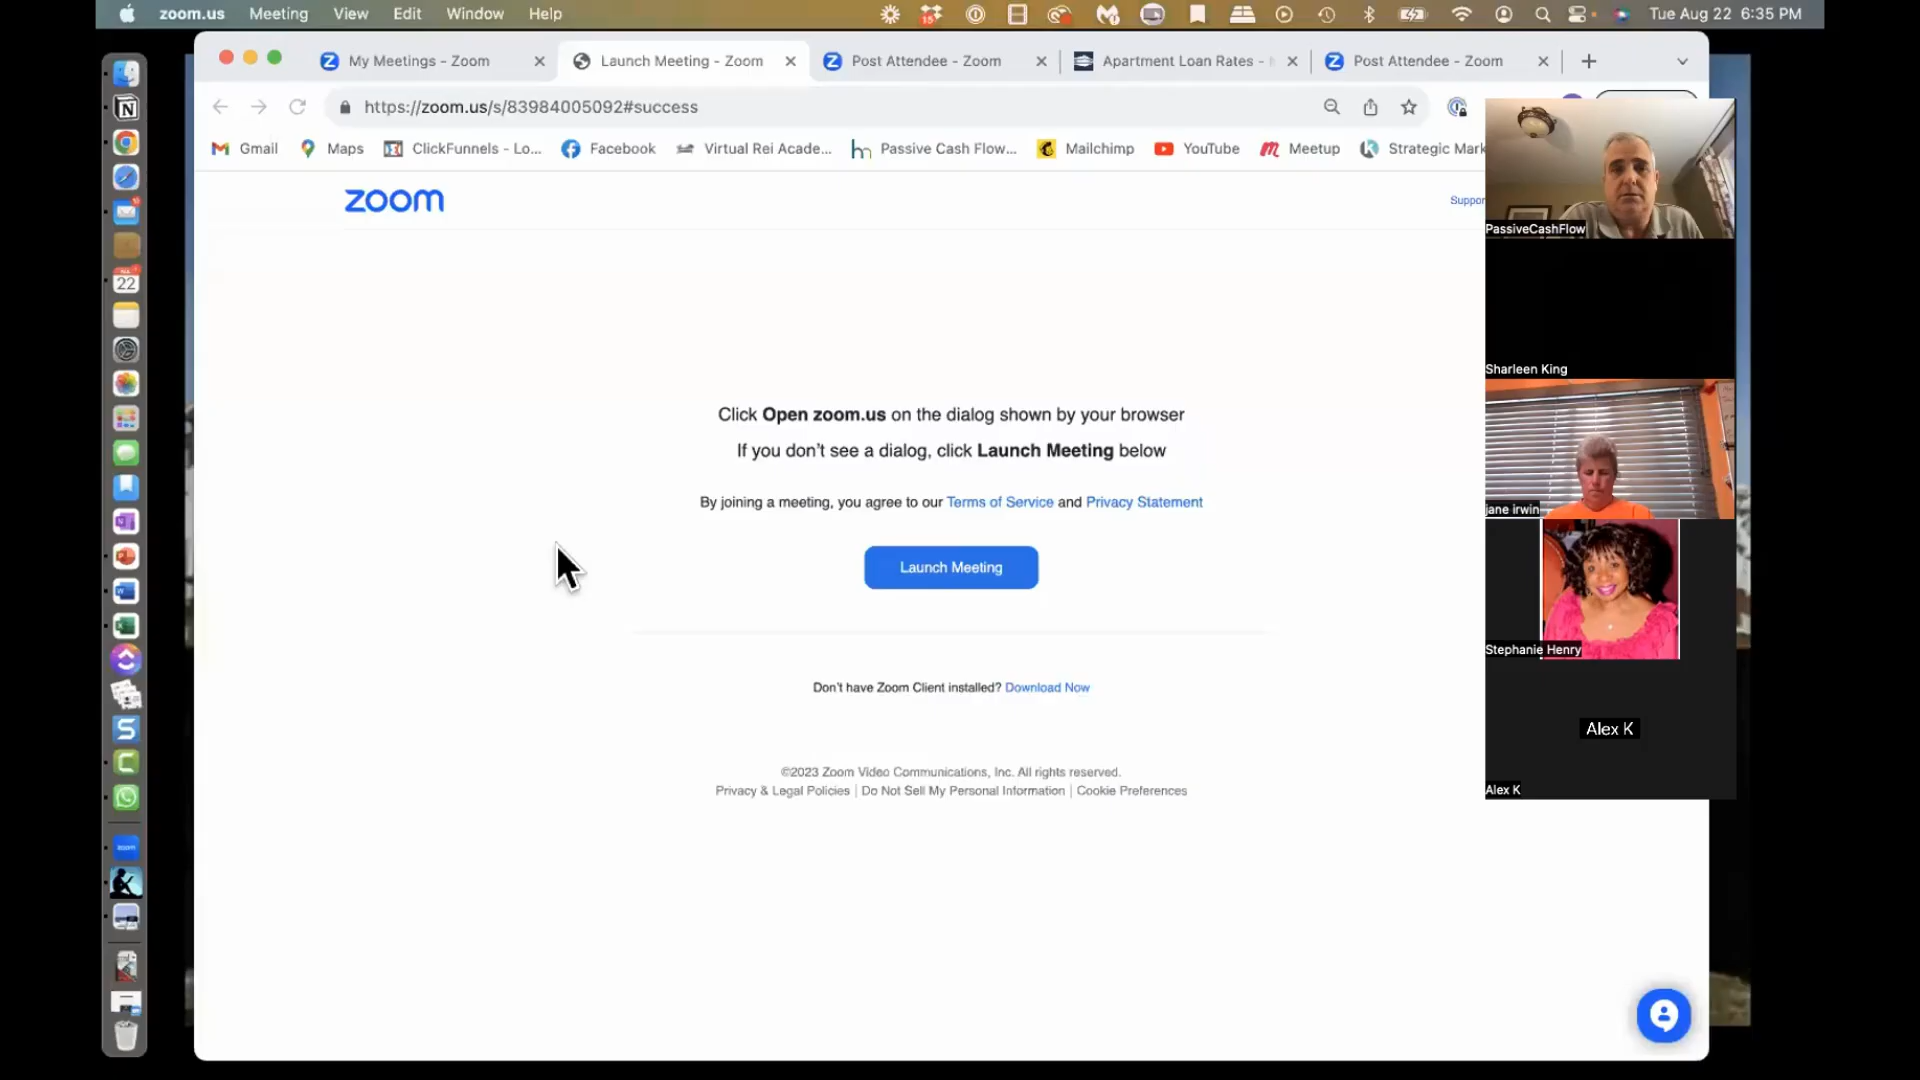 zoom.us Meeting View Edit Window Help
15
Tue Aug 22 6:35 PM
My Meetings - Zoom
Launch Meeting - Zoom
Post Attendee - Zoom
Apartment Loan Rates -
Post Attendee - Zoom
https://zoom.us/s/83984005092#success
Gmail
Maps
ClickFunnels - Lo...
Facebook
Virtual Rei Acade...
Passive Cash Flow...
Mailchimp
YouTube
Meetup
Strategic Mark
zoom
Suppor
Click Open zoom.us on the dialog shown by your browser
If you don't see a dialog, click Launch Meeting below
By joining a meeting, you agree to our Terms of Service and Privacy Statement
Launch Meeting
Don't have Zoom Client installed? Download Now
©2023 Zoom Video Communications, Inc. All rights reserved.
Privacy & Legal Policies | Do Not Sell My Personal Information | Cookie Preferences
PassiveCashFlow
Sharleen King
jane irwin
Stephanie Henry
Alex K
Alex K
22
zoom